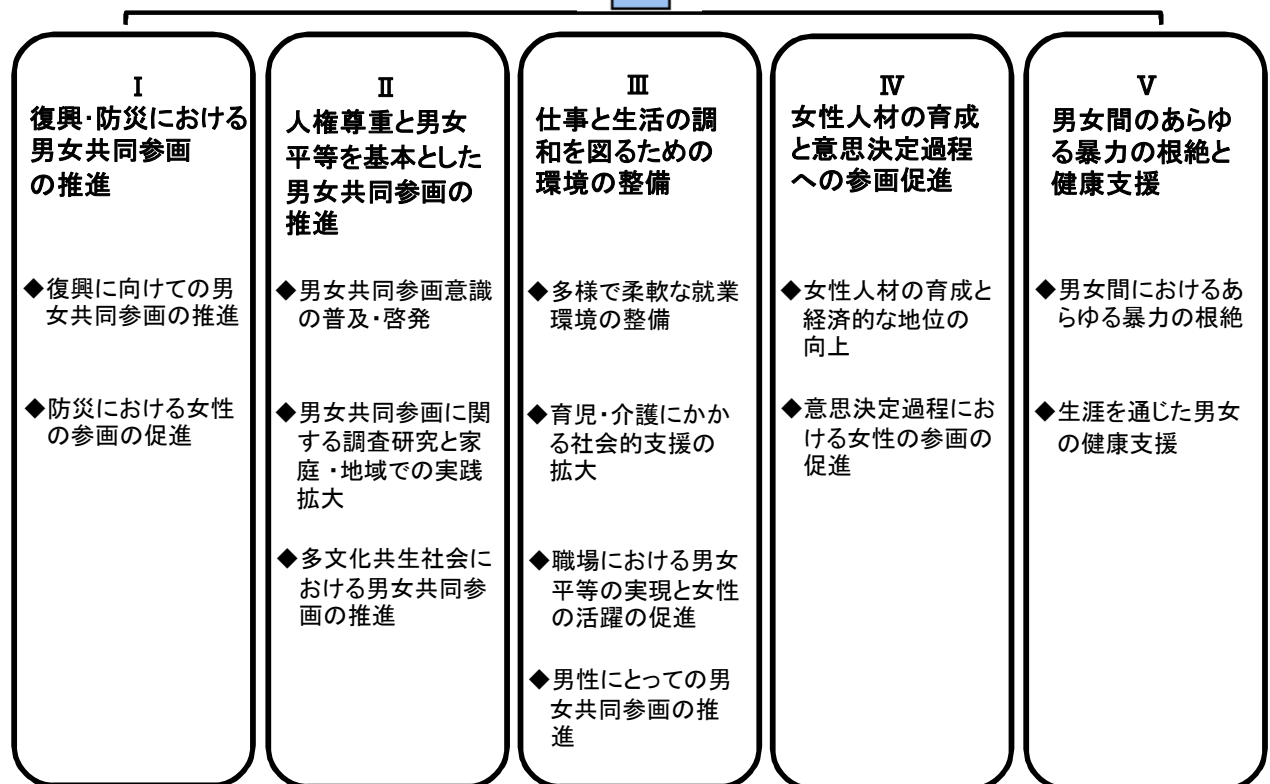 Ⅰ
復興・防災における
男女共同参画
の推進
◆復興に向けての男
女共同参画の推進
◆防災における女性
の参画の促進
Ⅱ
人権尊重と男女
平等を基本とした
男女共同参画の
推進
◆男女共同参画意識
の普及・啓発
◆男女共同参画に関
する調査研究と家
庭・地域での実践
拡大
◆多文化共生社会に
おける男女共同参
画の推進
Ⅲ
仕事と生活の調
和を図るための
環境の整備
◆多様で柔軟な就業
環境の整備
◆育児・介護にかか
る社会的支援の
拡大
◆職場における男女
平等の実現と女性
の活躍の促進
◆男性にとっての男
女共同参画の推
進
Ⅳ
女性人材の育成
と意思決定過程
への参画促進
◆女性人材の育成と
経済的な地位の
向上
◆意思決定過程にお
ける女性の参画の
促進
Ⅴ
男女間のあらゆ
る暴力の根絶と
健康支援
◆男女間におけるあ
らゆる暴力の根絶
◆生涯を通じた男女
の健康支援